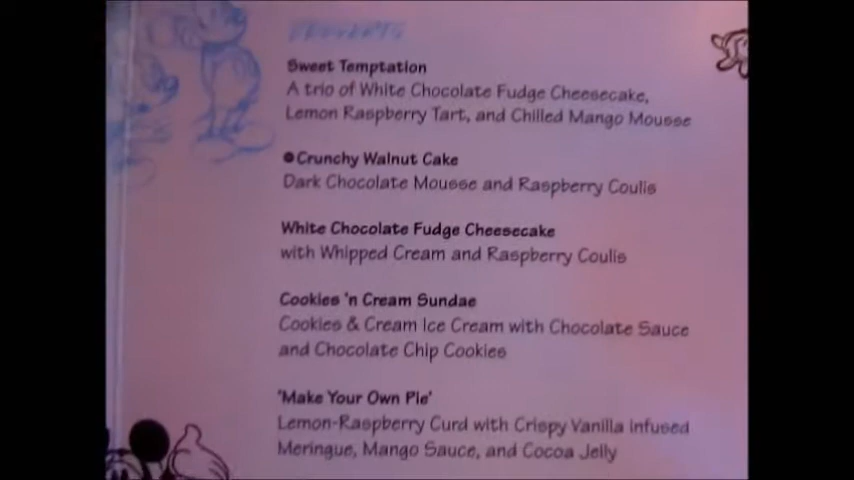 DESSERTS
Sweet Temptation
A trio of White Chocolate Fudge Cheesecake,
Lemon Raspberry Tart, and Chilled Mango Mousse
●Crunchy Walnut Cake
Dark Chocolate Mousse and Raspberry Coulis
White Chocolate Fudge Cheesecake
with Whipped Cream and Raspberry Coulis
Cookies 'n Cream Sundae
Cookies & Cream Ice Cream with Chocolate Sauce
and Chocolate Chip Cookies
'Make Your Own Pie'
Lemon-Raspberry Curd with Crispy Vanilla infused
Meringue, Mango Sauce, and Cocoa Jelly